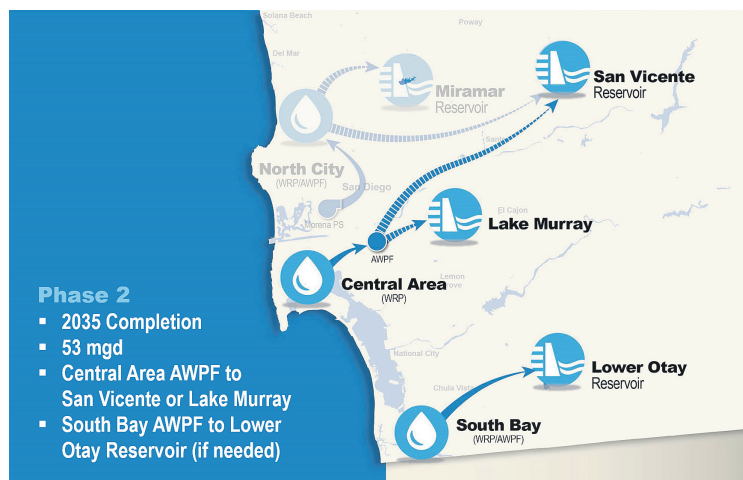 Solana Beach
Poway
Del Mar
San Vicente
Reservoir
Miramar
Reservoir
North City
(WRP/AWPF)
San Diego
Morena PS
El Cajon
Lake Murray
AWPF
Central Area
(WRP)
Lemon
Phase 2
▪ 2035 Completion
▪ 53 mgd
▪ Central Area AWPF to
San Vicente or Lake Murray
▪ South Bay AWPF to Lower
Otay Reservoir (if needed)
National City
Lower Otay
Reservoir
Chula Vista
South Bay
(WRP/AWPF)